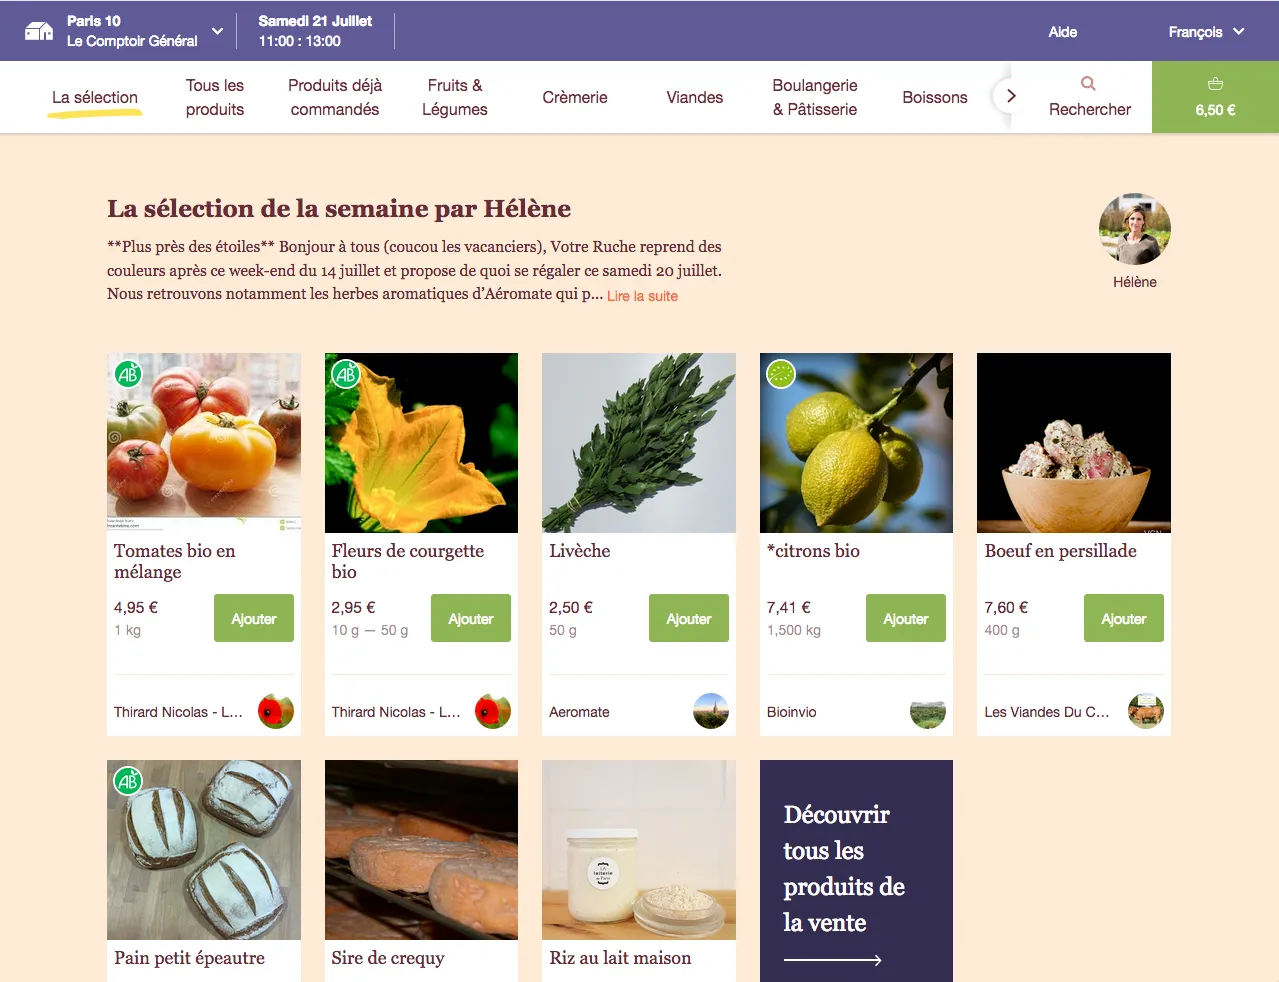 Paris 10
Le Comptoir Général
Samedi 21 Juillet
11:00 : 13:00
Aide
François
La sélection
Tous les
produits
Produits déjà
commandés
Fruits &
Légumes
Crèmerie
Viandes
Boulangerie
& Pâtisserie
Boissons
Rechercher
6,50 €
La sélection de la semaine par Hélène
**Plus près des étoiles** Bonjour à tous (coucou les vacanciers), Votre Ruche reprend des
couleurs après ce week-end du 14 juillet et propose de quoi se régaler ce samedi 20 juillet.
Nous retrouvons notamment les herbes aromatiques d’Aéromate qui p... Lire la suite
Hélène
AB
AB
Tomates bio en
mélange
4,95 €
1 kg
Ajouter
Thirard Nicolas - L...
Fleurs de courgette
bio
2,95 €
10 g — 50 g
Ajouter
Thirard Nicolas - L...
Livèche
2,50 €
50 g
Ajouter
Aeromate
*citrons bio
7,41 €
1,500 kg
Ajouter
Bioinvio
Boeuf en persillade
7,60 €
400 g
Ajouter
Les Viandes Du C...
AB
Pain petit épeautre
Sire de crequy
LA
laiterie
de Paris
Riz au lait maison
Découvrir
tous les
produits de
la vente